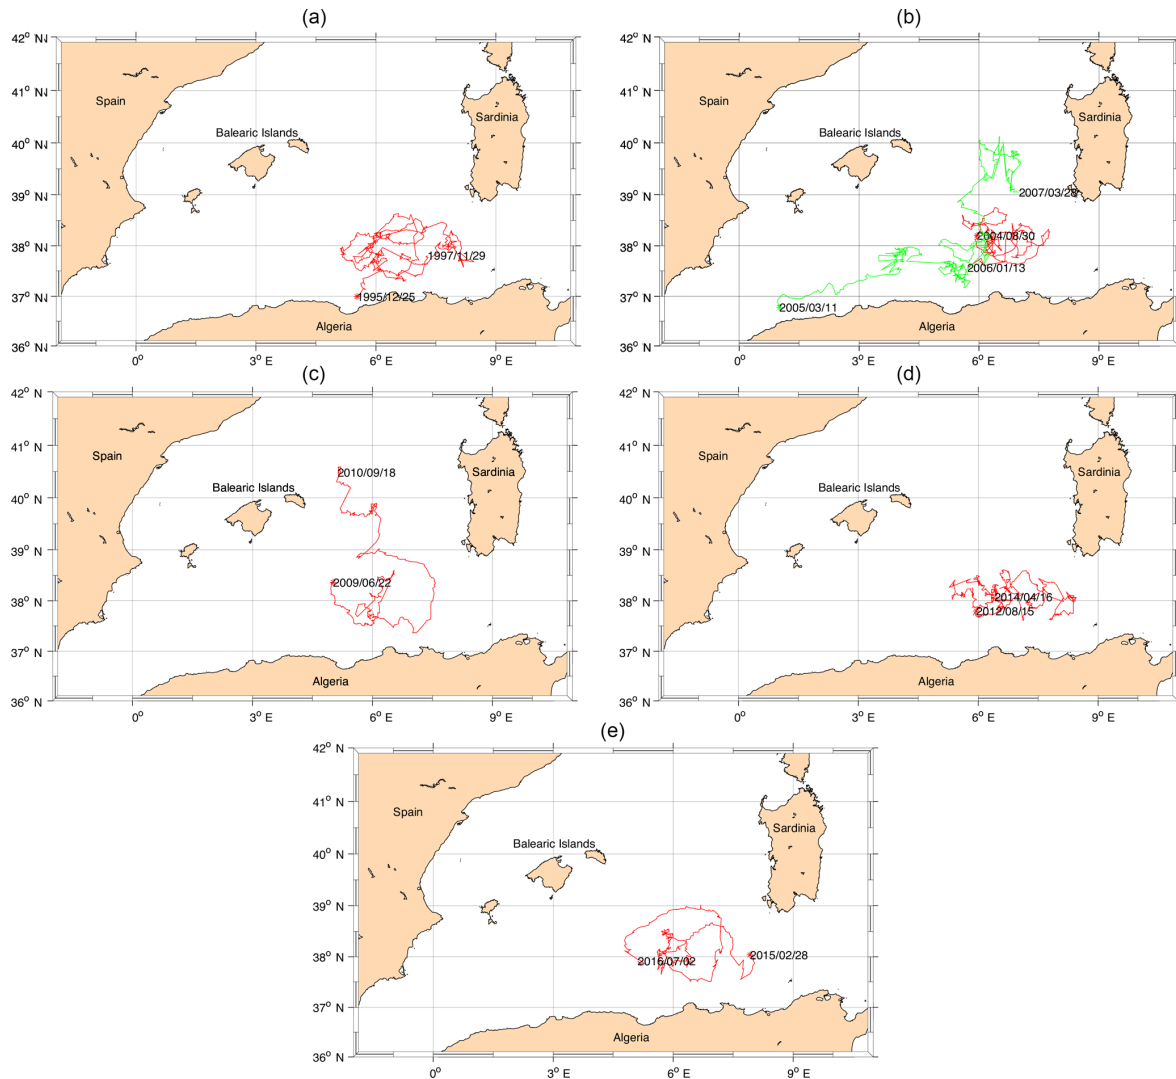 (a)
42° N
41° N
40° N
39° N
38° N
37° N
36° N
0°
3° E
6° E
9° E
Spain
Balearic Islands
Sardinia
Algeria
1997/11/29
1995/12/25
(b)
42° N
41° N
40° N
39° N
38° N
37° N
36° N
0°
3° E
6° E
9° E
Spain
Balearic Islands
Sardinia
Algeria
2007/03/28
2004/08/30
2006/01/13
2005/03/11
(c)
42° N
41° N
40° N
39° N
38° N
37° N
36° N
0°
3° E
6° E
9° E
Spain
Balearic Islands
Sardinia
Algeria
2010/09/18
2009/06/22
(d)
42° N
41° N
40° N
39° N
38° N
37° N
36° N
0°
3° E
6° E
9° E
Spain
Balearic Islands
Sardinia
Algeria
2014/04/16
2012/08/15
(e)
42° N
41° N
40° N
39° N
38° N
37° N
36° N
0°
3° E
6° E
9° E
Spain
Balearic Islands
Sardinia
Algeria
2016/07/02
2015/02/28